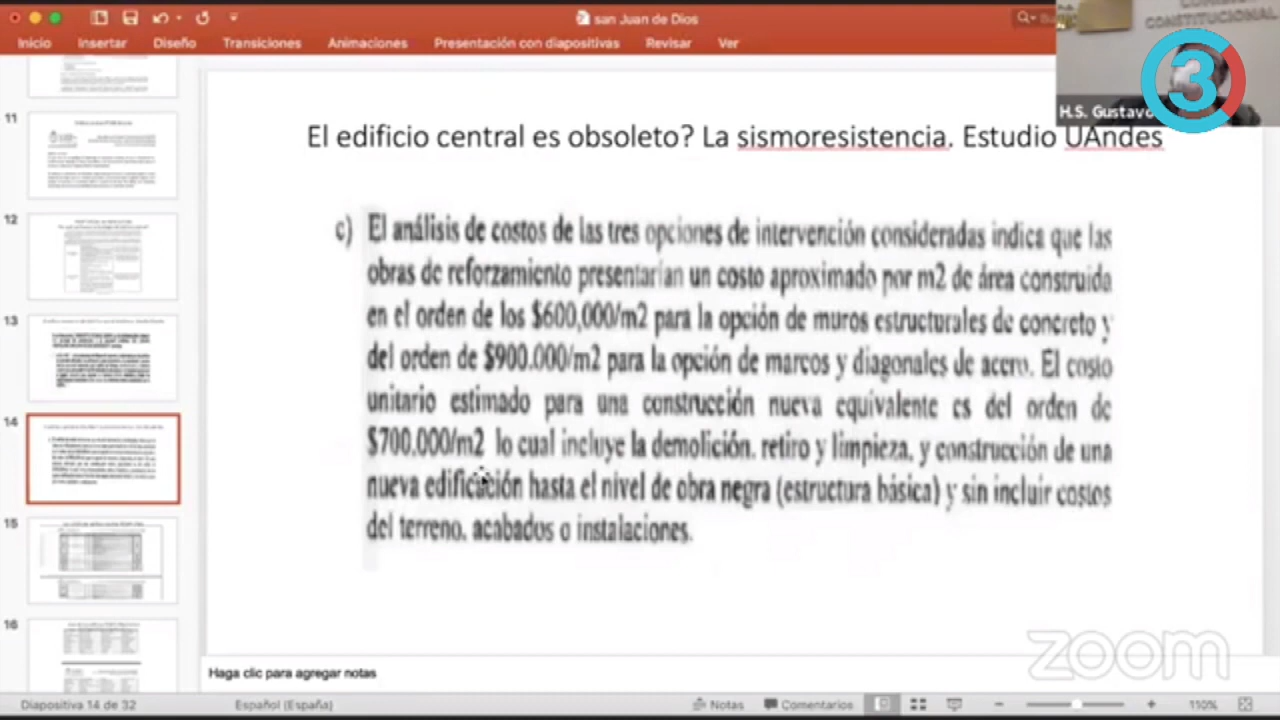 san Juan de Dios
Inicio Insertar Diseño Transiciones Animaciones Presentación con diapositivas Revisar Ver
CONSTITUCIONAL
3
H.S. Gustavo
El edificio central es obsoleto? La sismoresistencia. Estudio UAndes
c) El análisis de costos de las tres opciones de intervención consideradas indica que las
obras de reforzamiento presentarían un costo aproximado por m2 de área construida
en el orden de los $600,000/m2 para la opción de muros estructurales de concreto y
del orden de $900.000/m2 para la opción de marcos y diagonales de acero. El costo
unitario estimado para una construcción nueva equivalente es del orden de
$700.000/m2 lo cual incluye la demolición, retiro y limpieza, y construcción de una
nueva edificación hasta el nivel de obra negra (estructura básica) y sin incluir costos
del terreno, acabados o instalaciones.
11
12
13
14
15
16
zoom
Haga clic para agregar notas
Diapositiva 14 de 32 Español (España) Notas Comentarios 110%